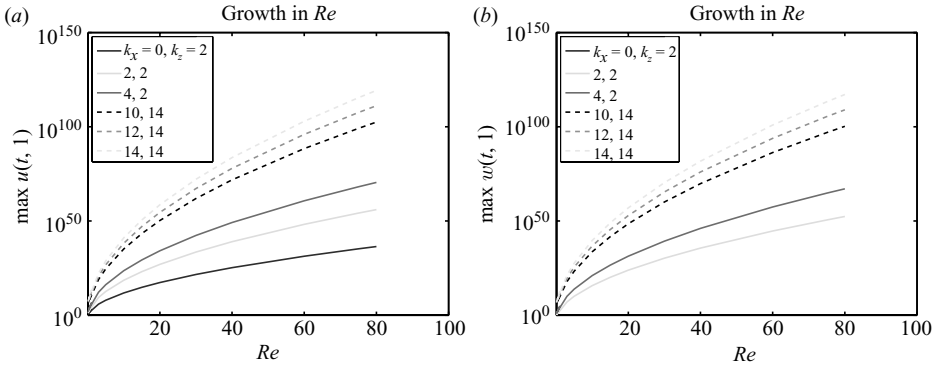 (a) Growth in Re
10^150
10^100
10^50
10^0
max u(t, 1)
k_x = 0, k_z = 2
2, 2
4, 2
10, 14
12, 14
14, 14
20 40 60 80 100
Re
(b) Growth in Re
10^150
10^100
10^50
10^0
max w(t, 1)
k_x = 0, k_z = 2
2, 2
4, 2
10, 14
12, 14
14, 14
20 40 60 80 100
Re